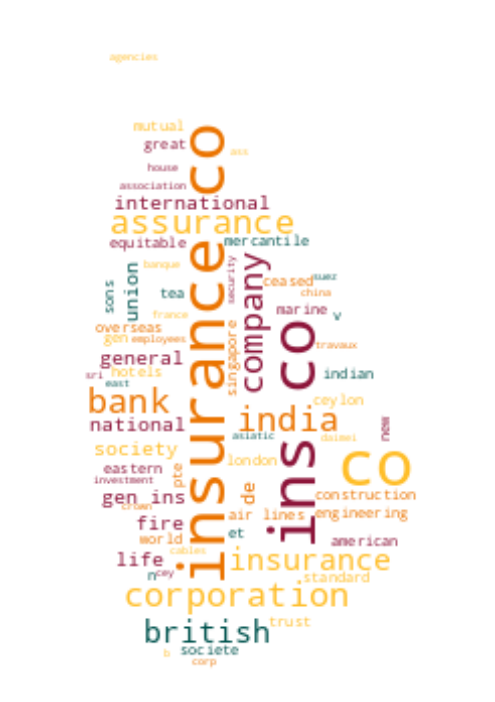 agencies
mutual
great
ass
house
association
international
assurance
equitable
mercantile
insurance co
banque
security
company
ceased
suez
union
sons
tea
china
france
marine
v
overseas
gen
employees
singapore
ins co
travaux
general
sri
hotels
east
indian
bank
ceylon
national
india
new
asiatic
daimei
society
london
co
eastern
pte
investment
de
gen ins
construction
crown
fire
air lines
engineering
world
et
american
cables
life
insurance
n
cey
standard
corporation
british
trust
b
societe
corp